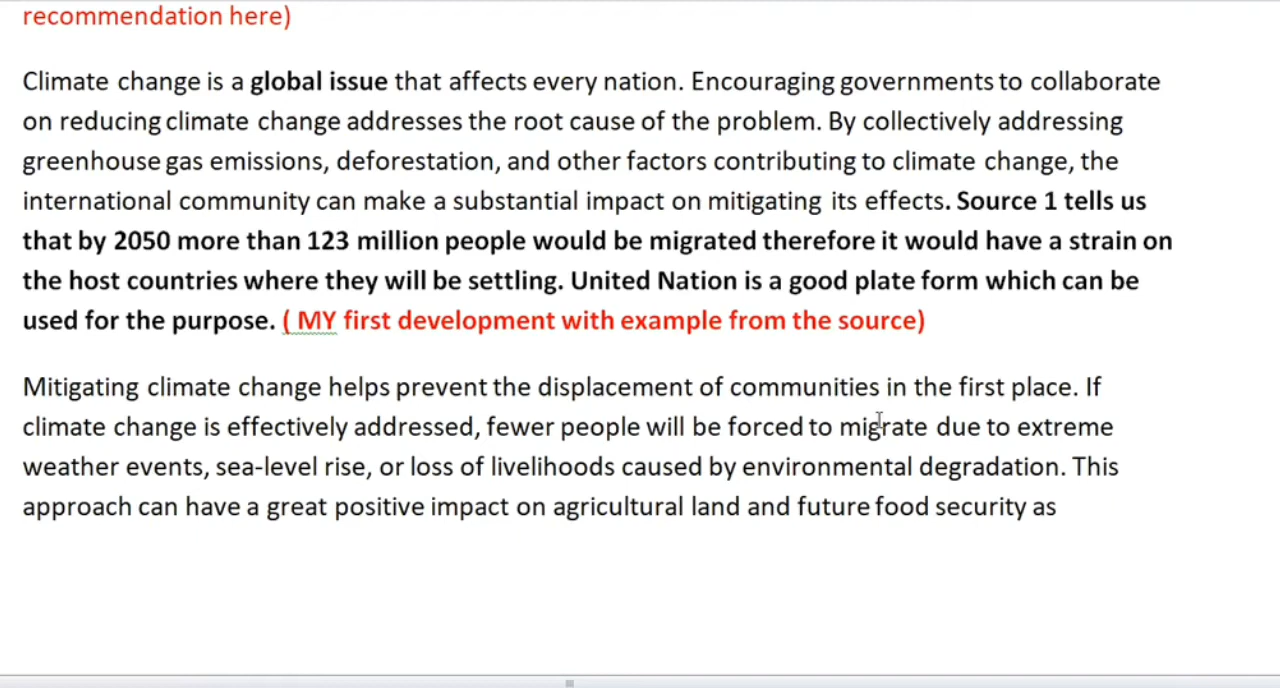 recommendation here)
Climate change is a global issue that affects every nation. Encouraging governments to collaborate
on reducing climate change addresses the root cause of the problem. By collectively addressing
greenhouse gas emissions, deforestation, and other factors contributing to climate change, the
international community can make a substantial impact on mitigating its effects. Source 1 tells us
that by 2050 more than 123 million people would be migrated therefore it would have a strain on
the host countries where they will be settling. United Nation is a good plate form which can be
used for the purpose. ( MY first development with example from the source)
Mitigating climate change helps prevent the displacement of communities in the first place. If
climate change is effectively addressed, fewer people will be forced to migrate due to extreme
weather events, sea-level rise, or loss of livelihoods caused by environmental degradation. This
approach can have a great positive impact on agricultural land and future food security as